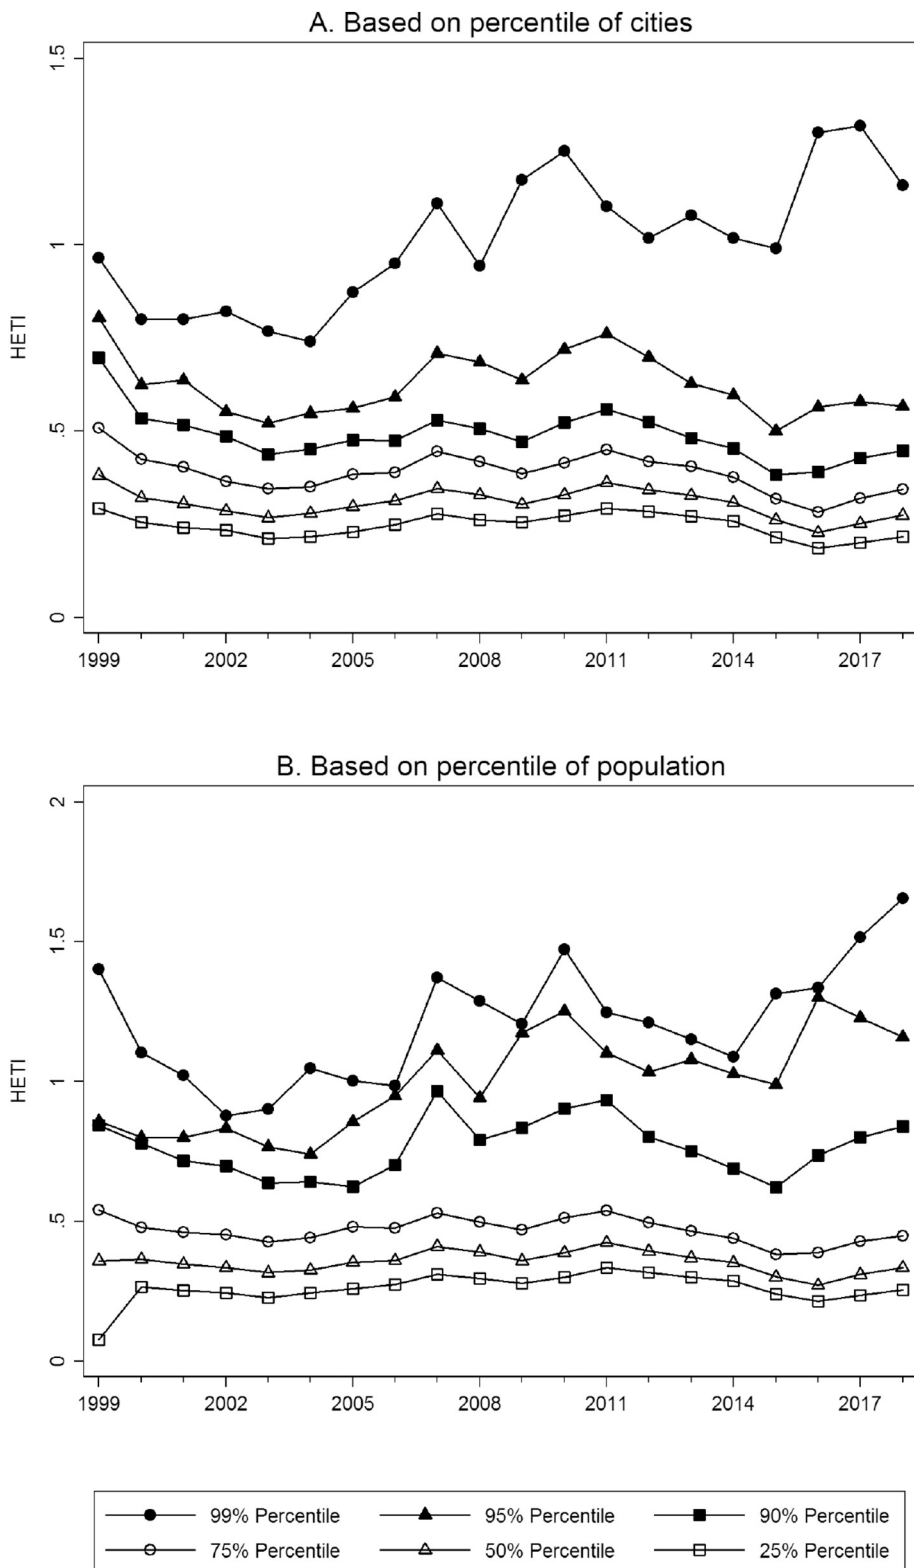 A. Based on percentile of cities
1.5
1
.5
0
HETI
1999 2002 2005 2008 2011 2014 2017
B. Based on percentile of population
2
1.5
1
.5
0
HETI
1999 2002 2005 2008 2011 2014 2017
99% Percentile 95% Percentile 90% Percentile
75% Percentile 50% Percentile 25% Percentile